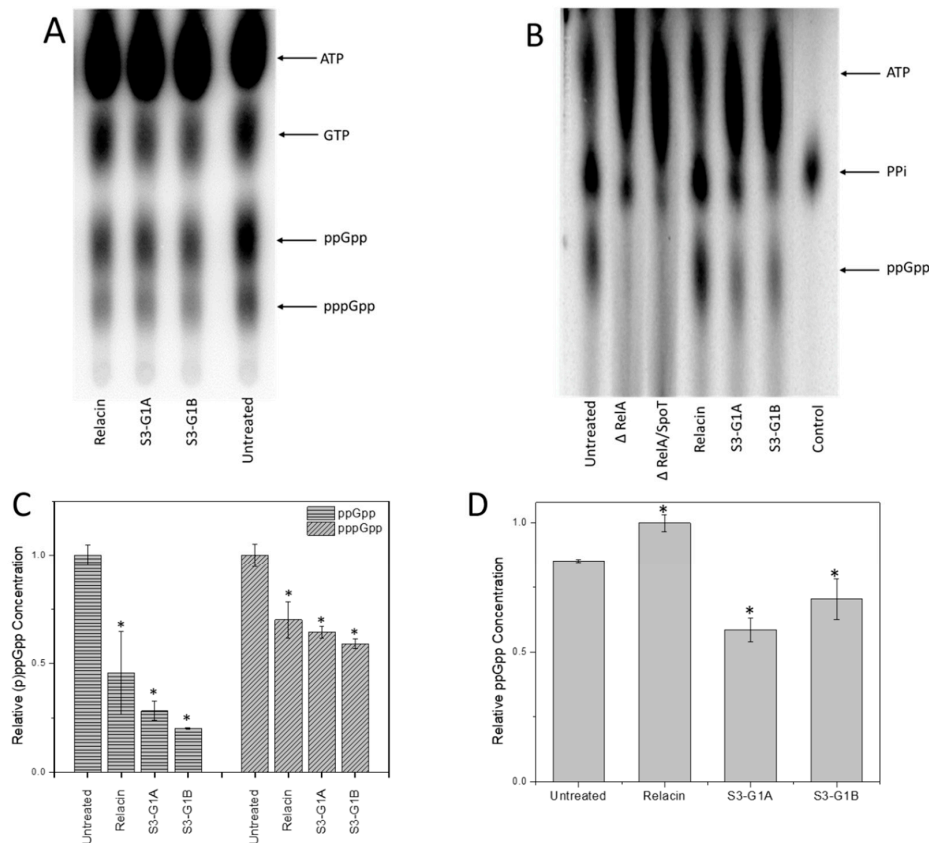 A
ATP
GTP
ppGpp
pppGpp
Relacin
S3-G1A
S3-G1B
Untreated
B
ATP
PPi
ppGpp
Untreated
Δ RelA
Δ RelA/SpoT
Relacin
S3-G1A
S3-G1B
Control
C
ppGpp
pppGpp
Relative (p)ppGpp Concentration
1.0
0.5
0.0
*
*
*
*
*
*
Untreated
Relacin
S3-G1A
S3-G1B
Untreated
Relacin
S3-G1A
S3-G1B
D
Relative ppGpp Concentration
1.0
0.5
0.0
*
*
*
Untreated
Relacin
S3-G1A
S3-G1B